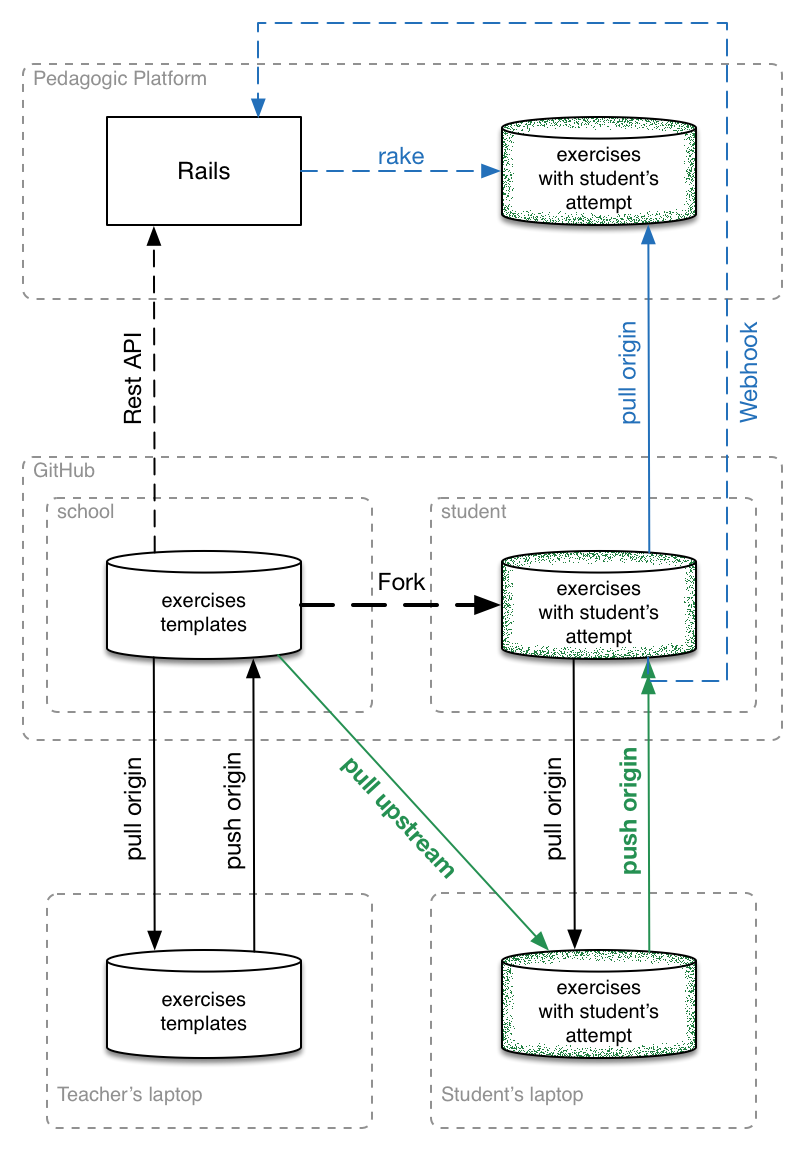 Pedagogic Platform
Rails
rake
exercises
with student's
attempt
Rest API
pull origin
Webhook
GitHub
school
student
exercises
templates
Fork
exercises
with student's
attempt
pull origin
push origin
pull upstream
pull origin
push origin
exercises
templates
Teacher's laptop
exercises
with student's
attempt
Student's laptop